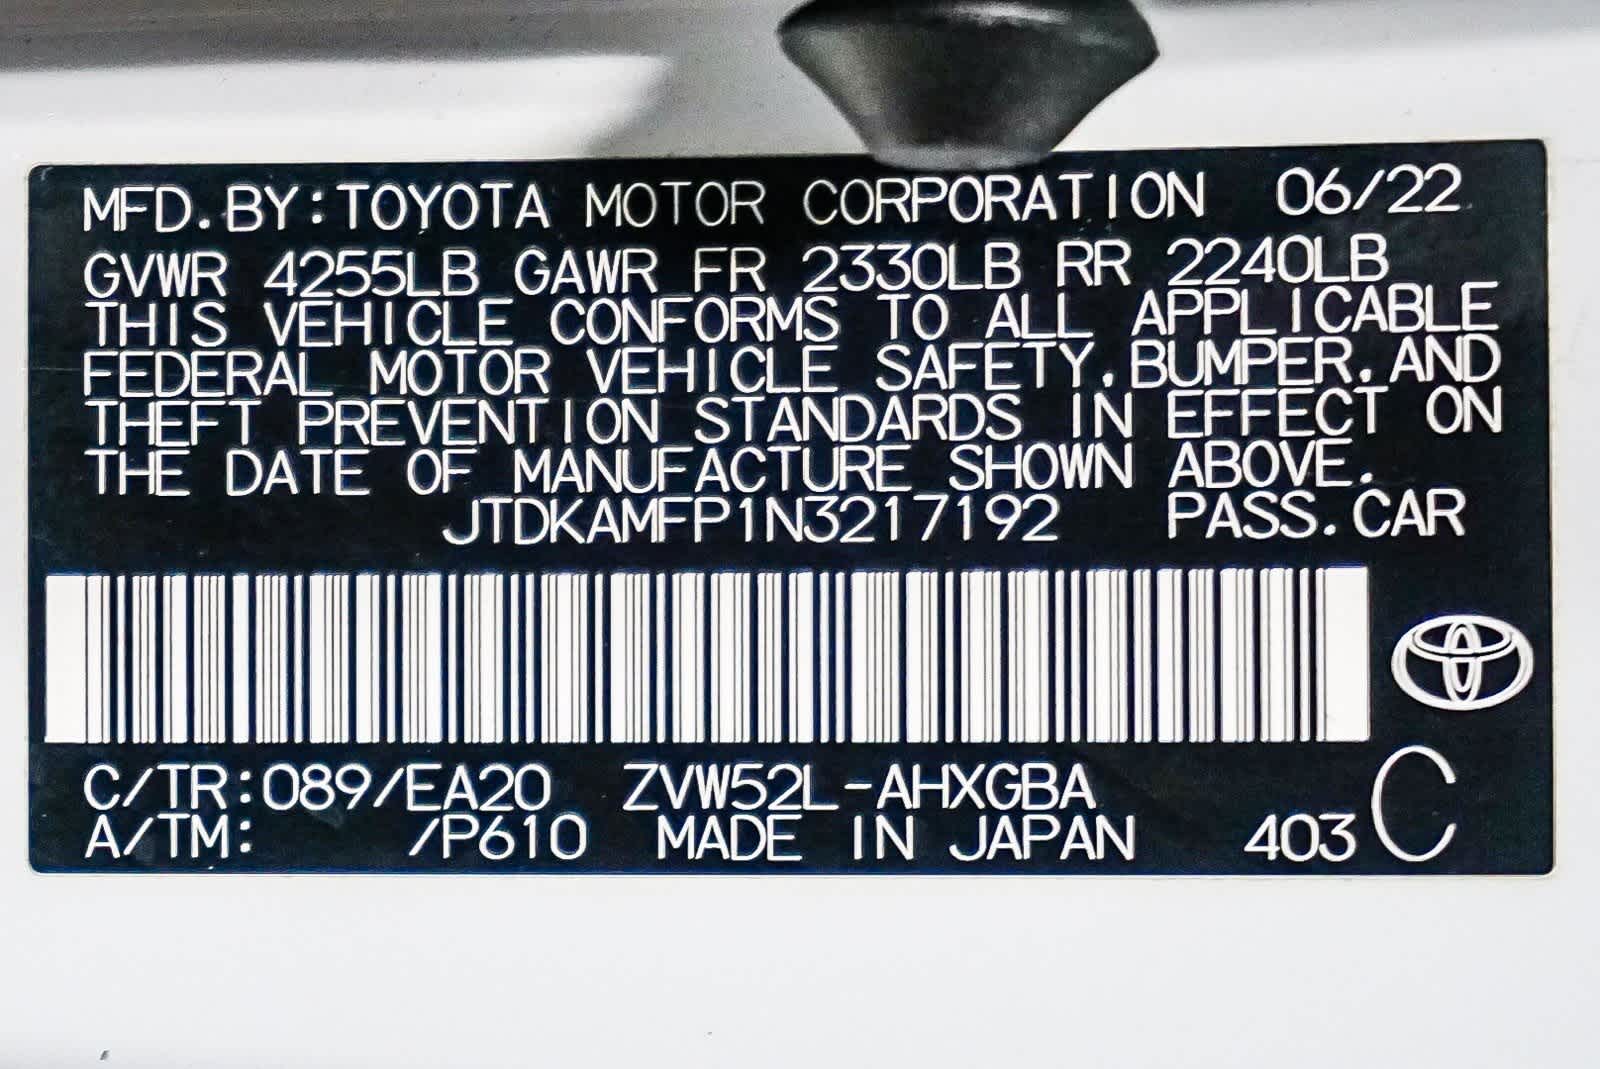 MFD.BY:TOYOTA MOTOR CORPORATION 06/22
GVWR 4255LB GAWR FR 2330LB RR 2240LB
THIS VEHICLE CONFORMS TO ALL APPLICABLE
FEDERAL MOTOR VEHICLE SAFETY,BUMPER,AND
THEFT PREVENTION STANDARDS IN EFFECT ON
THE DATE OF MANUFACTURE SHOWN ABOVE.
JTDKAMFP1N3217192 PASS.CAR
C/TR:089/EA20 ZVW52L-AHXGBA
A/TM: /P610 MADE IN JAPAN 403 C